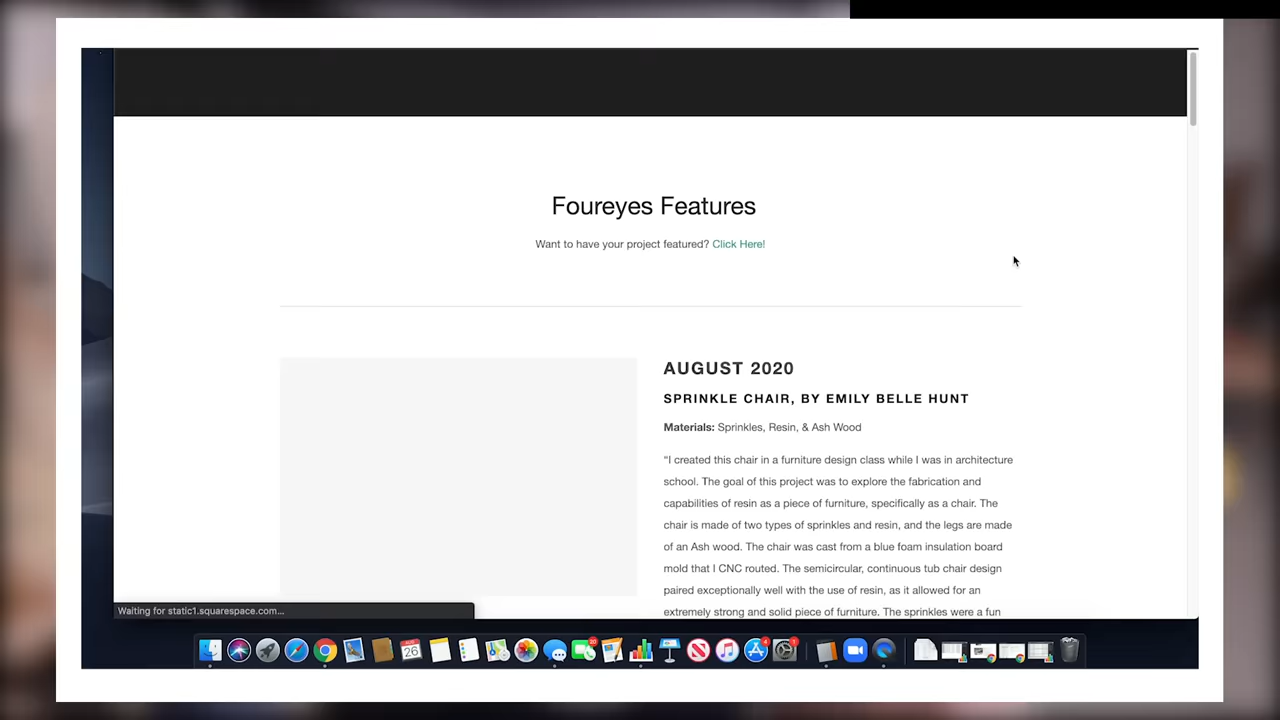 Foureyes Features
Want to have your project featured? Click Here!
AUGUST 2020
SPRINKLE CHAIR, BY EMILY BELLE HUNT
Materials: Sprinkles, Resin, & Ash Wood
“I created this chair in a furniture design class while I was in architecture
school. The goal of this project was to explore the fabrication and
capabilities of resin as a piece of furniture, specifically as a chair. The
chair is made of two types of sprinkles and resin, and the legs are made
of an Ash wood. The chair was cast from a blue foam insulation board
mold that I CNC routed. The semicircular, continuous tub chair design
paired exceptionally well with the use of resin, as it allowed for an
extremely strong and solid piece of furniture. The sprinkles were a fun
Waiting for static1.squarespace.com...
26
20
4
1